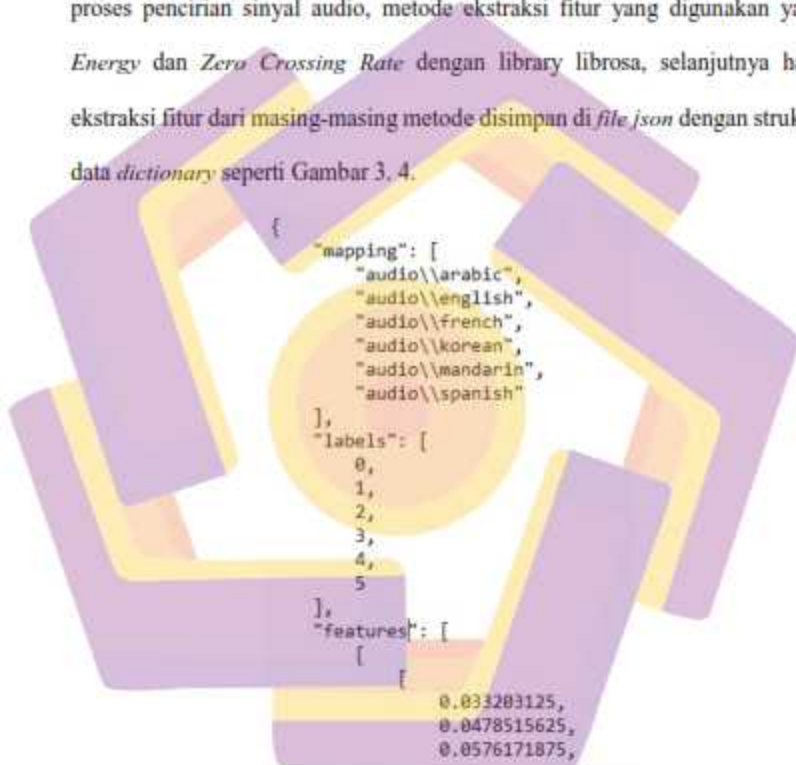 proses pencirian sinyal audio, metode ekstraksi fitur yang digunakan
Energy dan Zero Crossing Rate dengan library librosa, selanjutnya
ekstraksi fitur dari masing-masing metode disimpan di file json dengan
data dictionary seperti Gambar 3. 4.
{
"mapping": [
"audio\\arabic",
"audio\\english",
"audio\\french",
"audio\\korean",
"audio\\mandarin",
"audio\\spanish"
],
"labels": [
0,
1,
2,
3,
4,
5
],
"features": [
[
[
0.033203125,
0.0478515625,
0.0576171875,